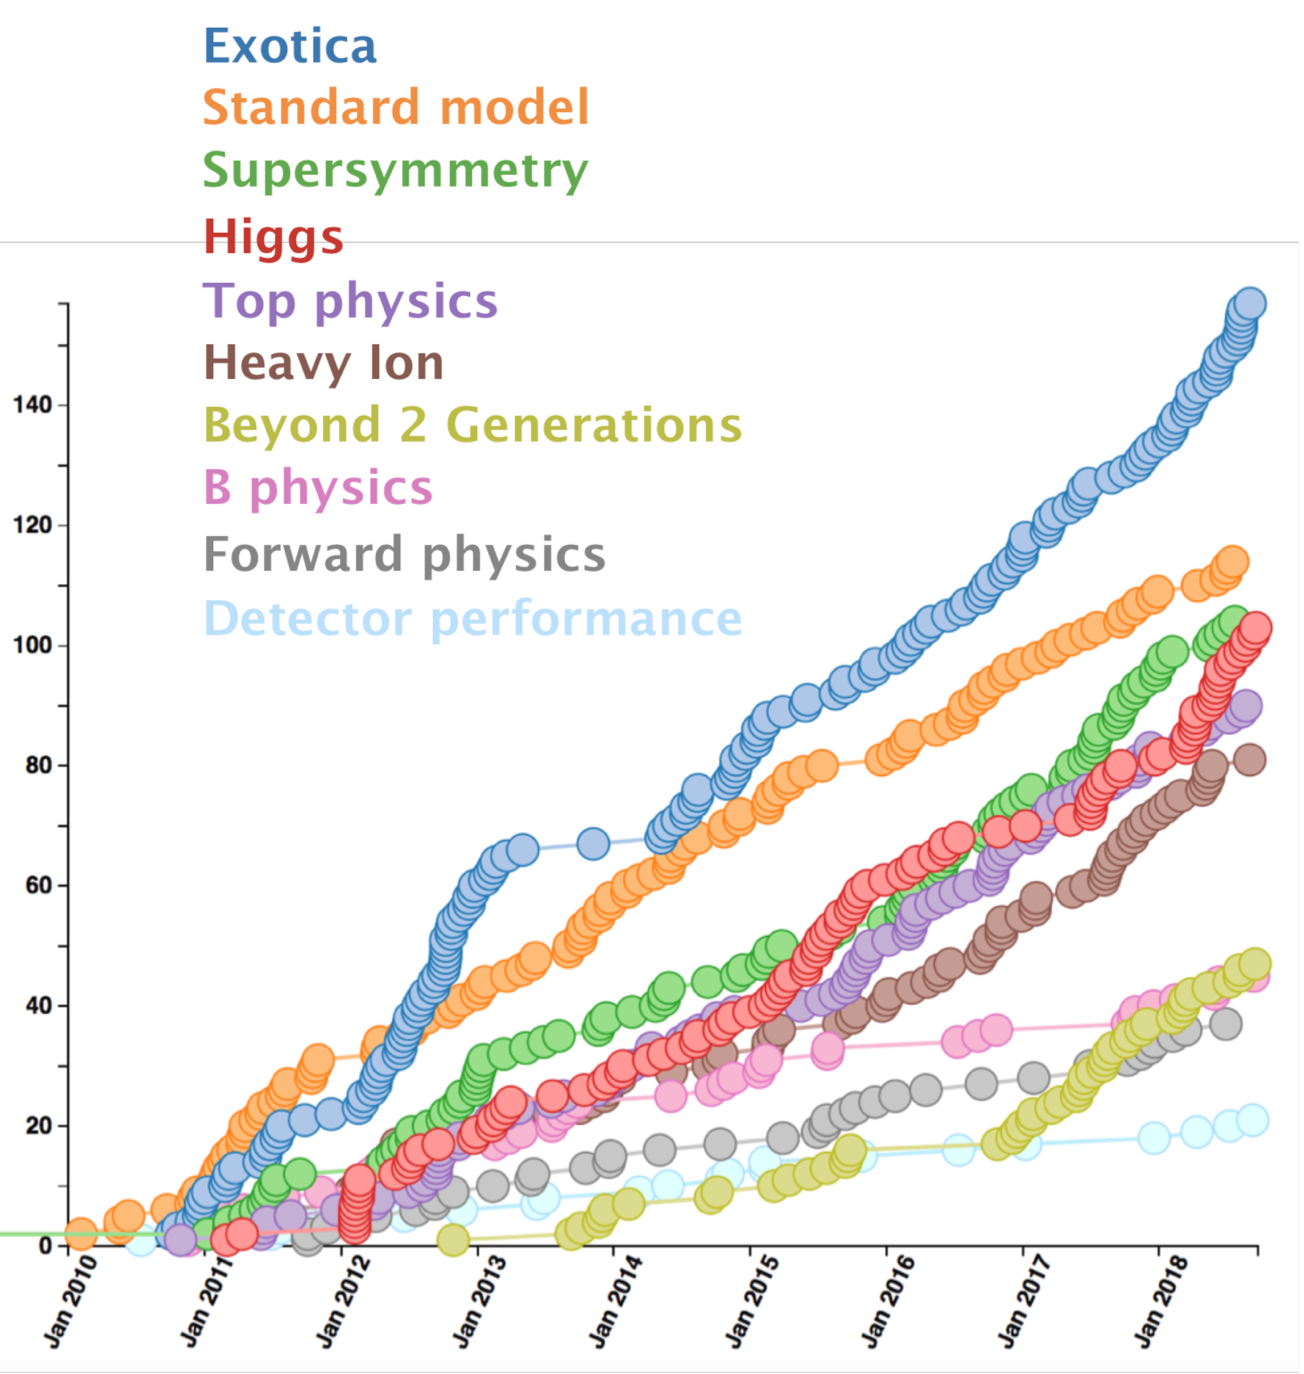 Exotica
Standard model
Supersymmetry
Higgs
Top physics
Heavy Ion
Beyond 2 Generations
B physics
Forward physics
Detector performance
140
120
100
80
60
40
20
0
Jan 2010
Jan 2011
Jan 2012
Jan 2013
Jan 2014
Jan 2015
Jan 2016
Jan 2017
Jan 2018